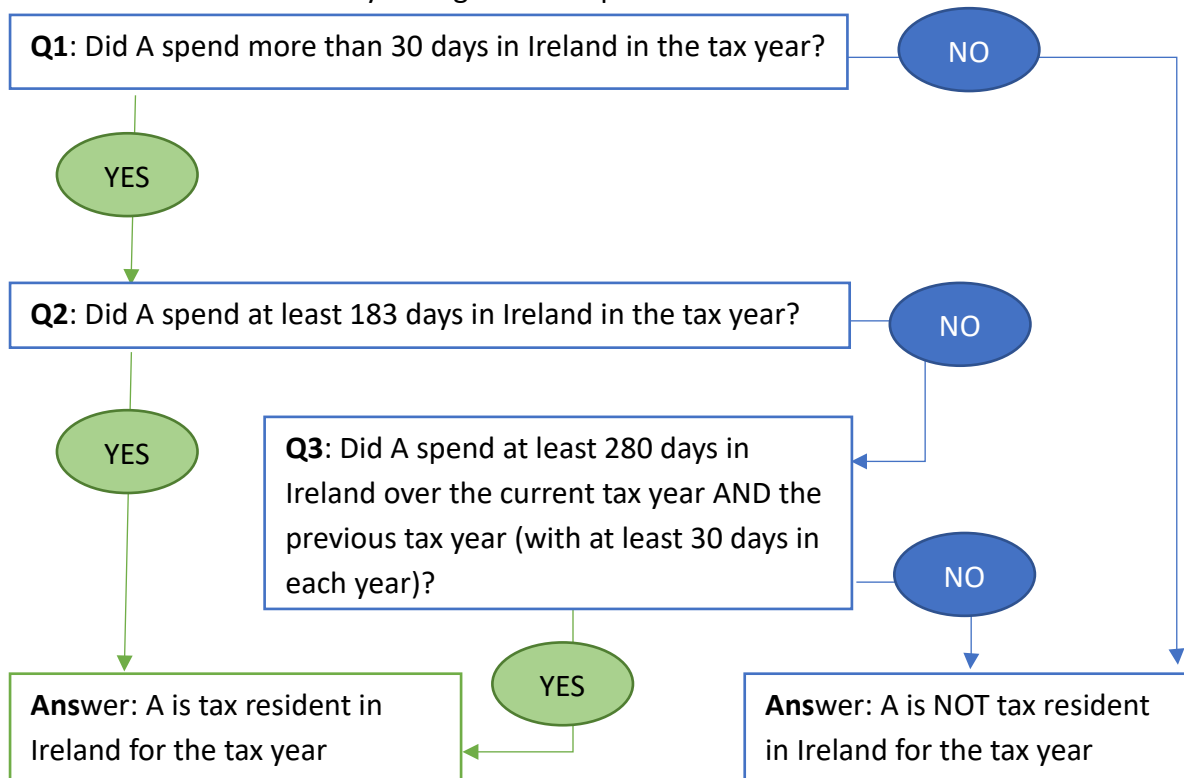 Q1: Did A spend more than 30 days in Ireland in the tax year?
NO
YES
Q2: Did A spend at least 183 days in Ireland in the tax year?
NO
YES
Q3: Did A spend at least 280 days in
Ireland over the current tax year AND the
previous tax year (with at least 30 days in
each year)?
NO
YES
Answer: A is tax resident in
Ireland for the tax year
Answer: A is NOT tax resident
in Ireland for the tax year